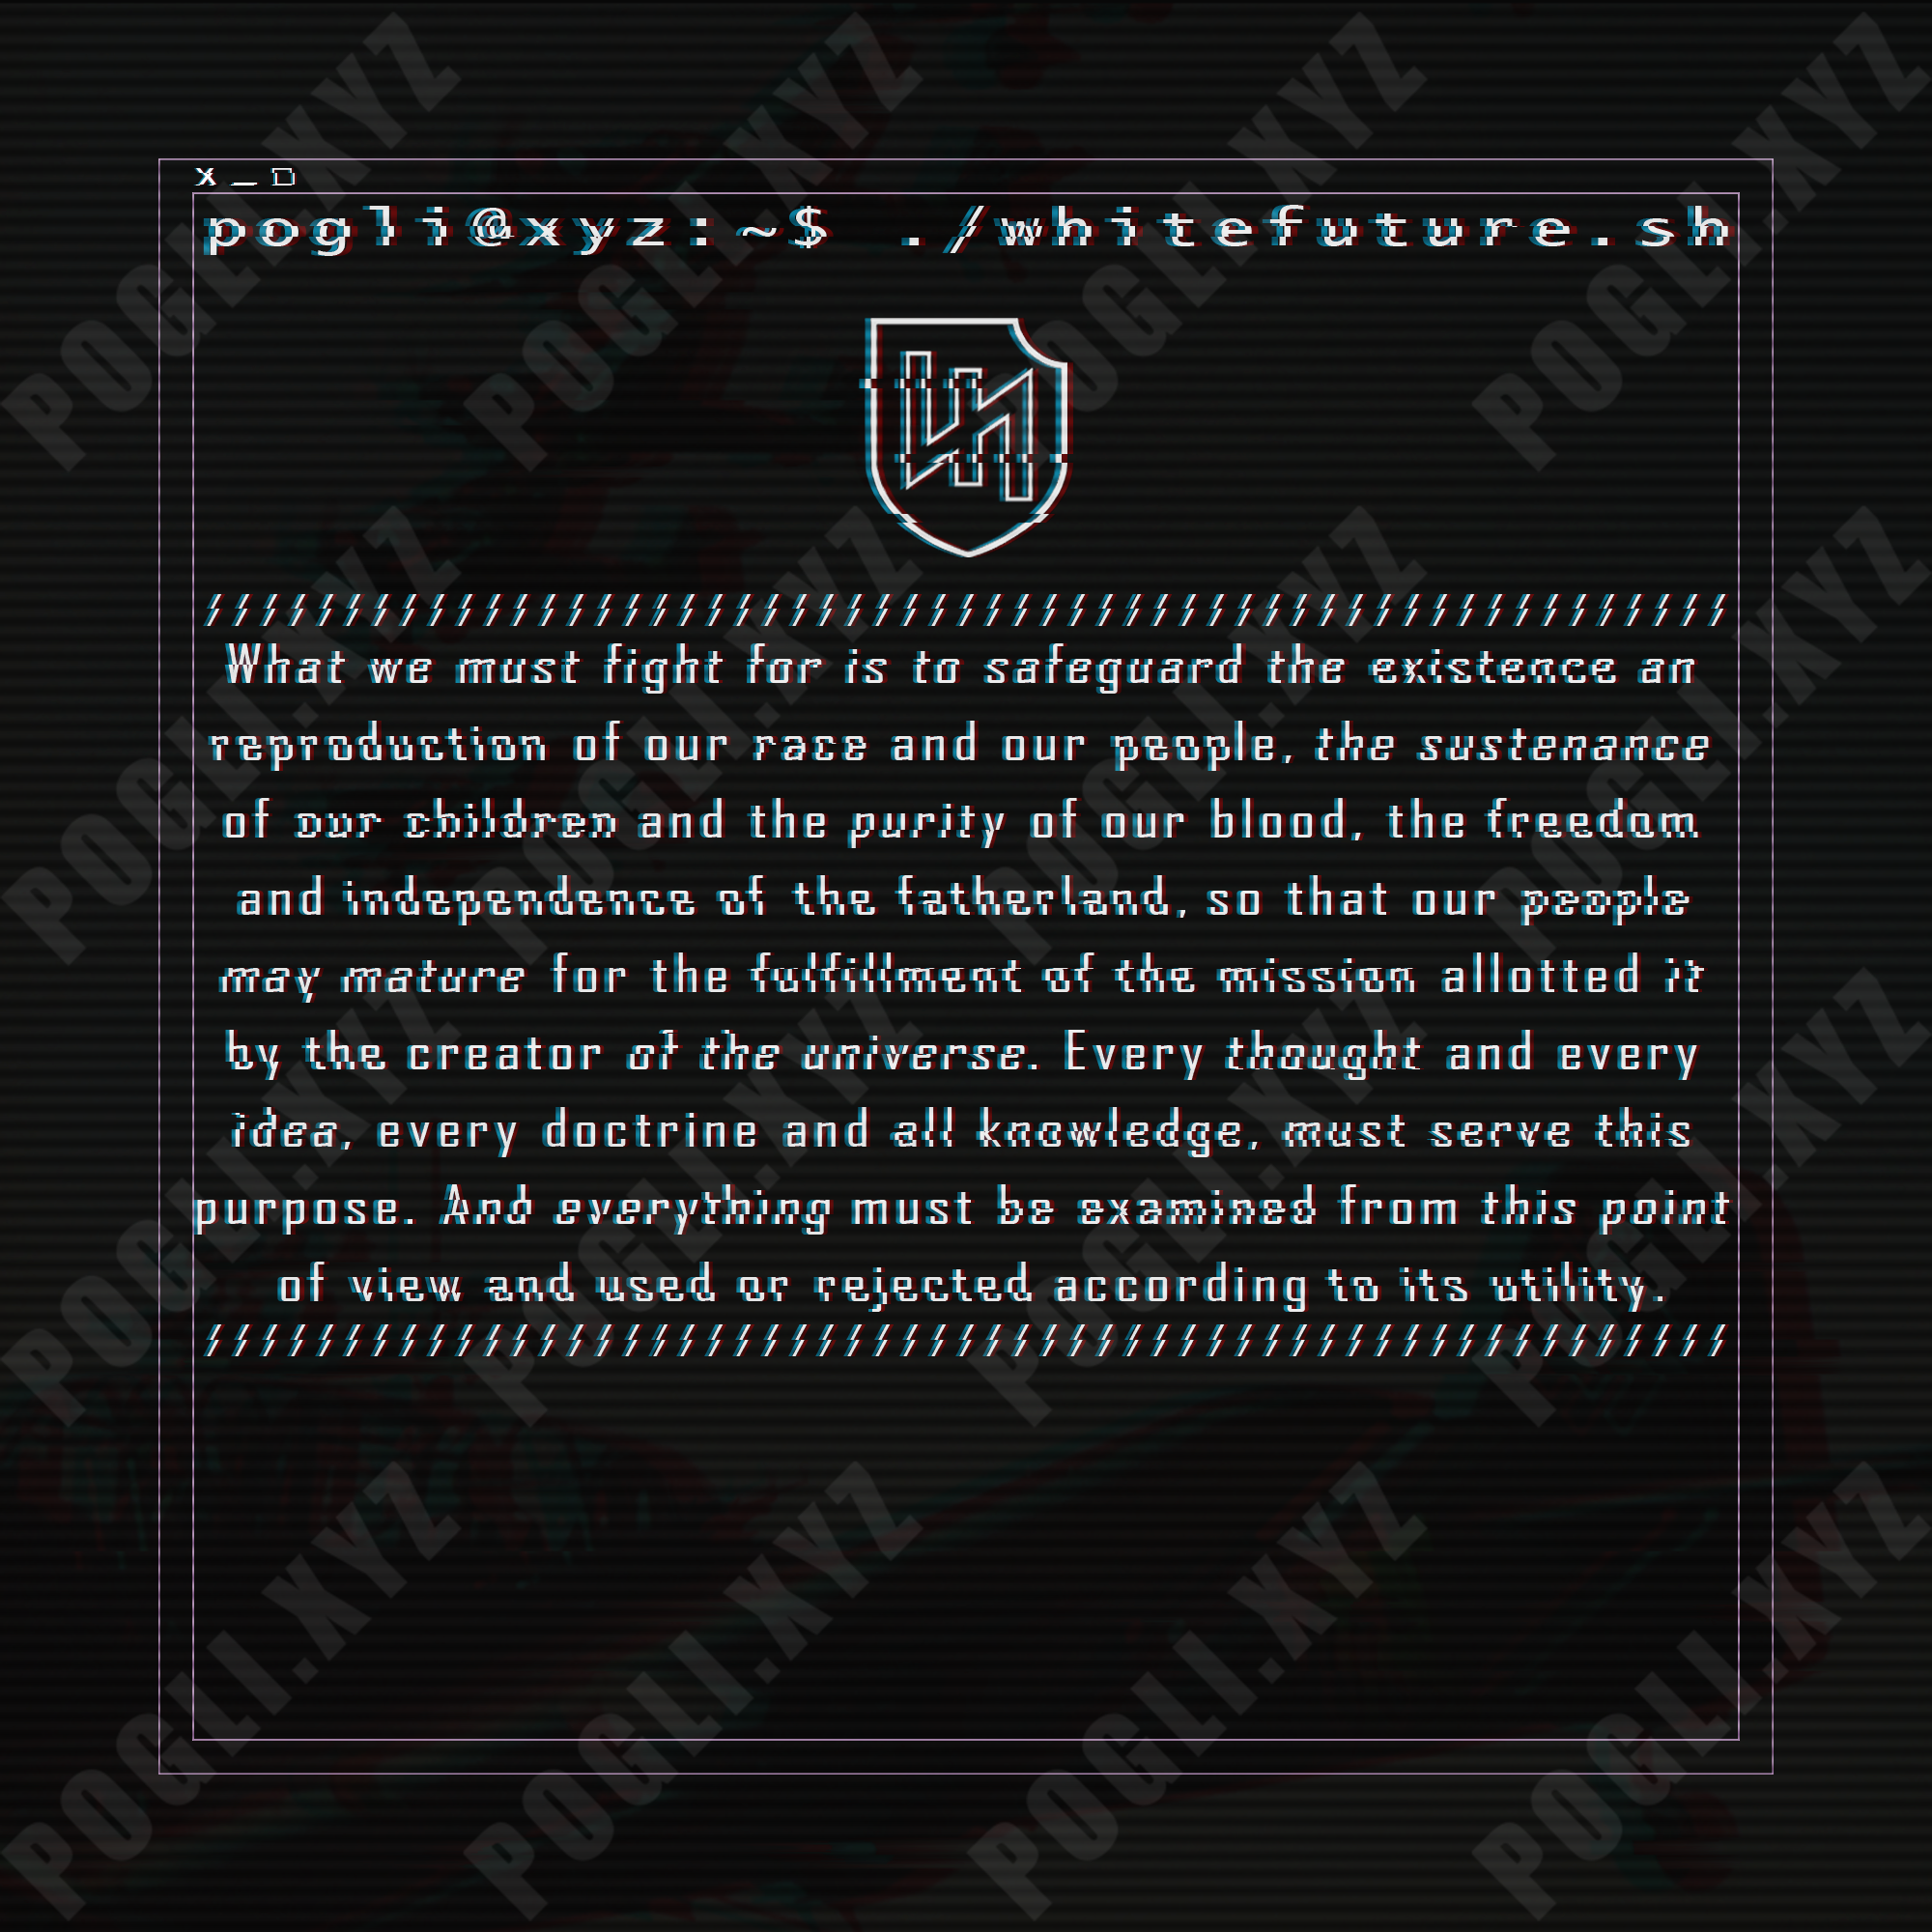 x _ □
pogli@xyz:~$ ./whitefuture.sh
///////////////////////////////////////////////////////
What we must fight for is to safeguard the existence an
reproduction of our race and our people, the sustenance
of our children and the purity of our blood, the freedom
and independence of the fatherland, so that our people
may mature for the fulfillment of the mission allotted it
by the creator of the universe. Every thought and every
idea, every doctrine and all knowledge, must serve this
purpose. And everything must be examined from this point
of view and used or rejected according to its utility.
///////////////////////////////////////////////////////
POGLI.XYZ POGLI.XYZ POGLI.XYZ POGLI.XYZ
POGLI.XYZ POGLI.XYZ POGLI.XYZ POGLI.XYZ
POGLI.XYZ POGLI.XYZ POGLI.XYZ POGLI.XYZ
POGLI.XYZ POGLI.XYZ POGLI.XYZ POGLI.XYZ